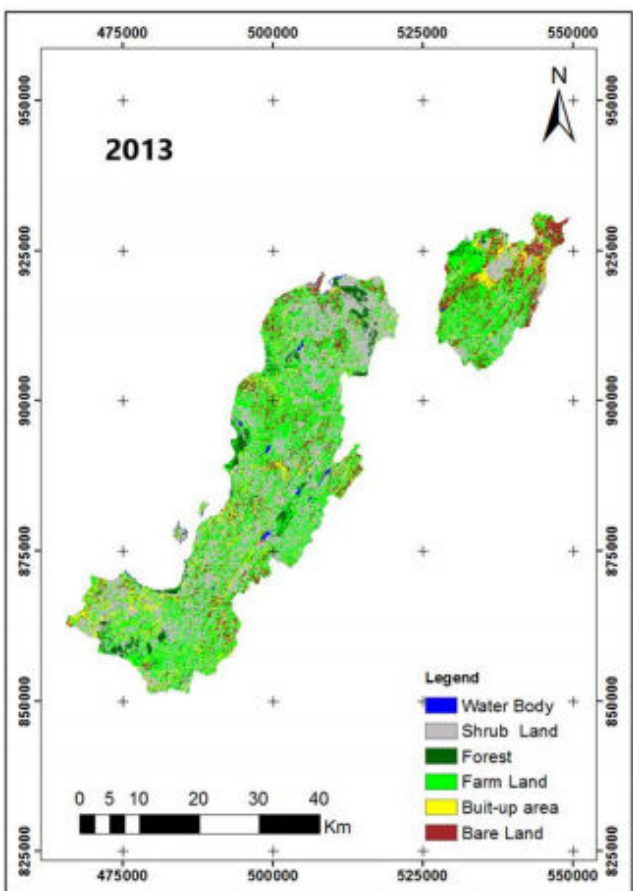 475000 500000 525000 550000
N
950000 950000
2013
925000 925000
900000 900000
875000 875000
Legend
850000 850000
Water Body
Shrub Land
Forest
Farm Land
Buit-up area
Bare Land
0 5 10 20 30 40
Km
825000 825000
475000 500000 525000 550000